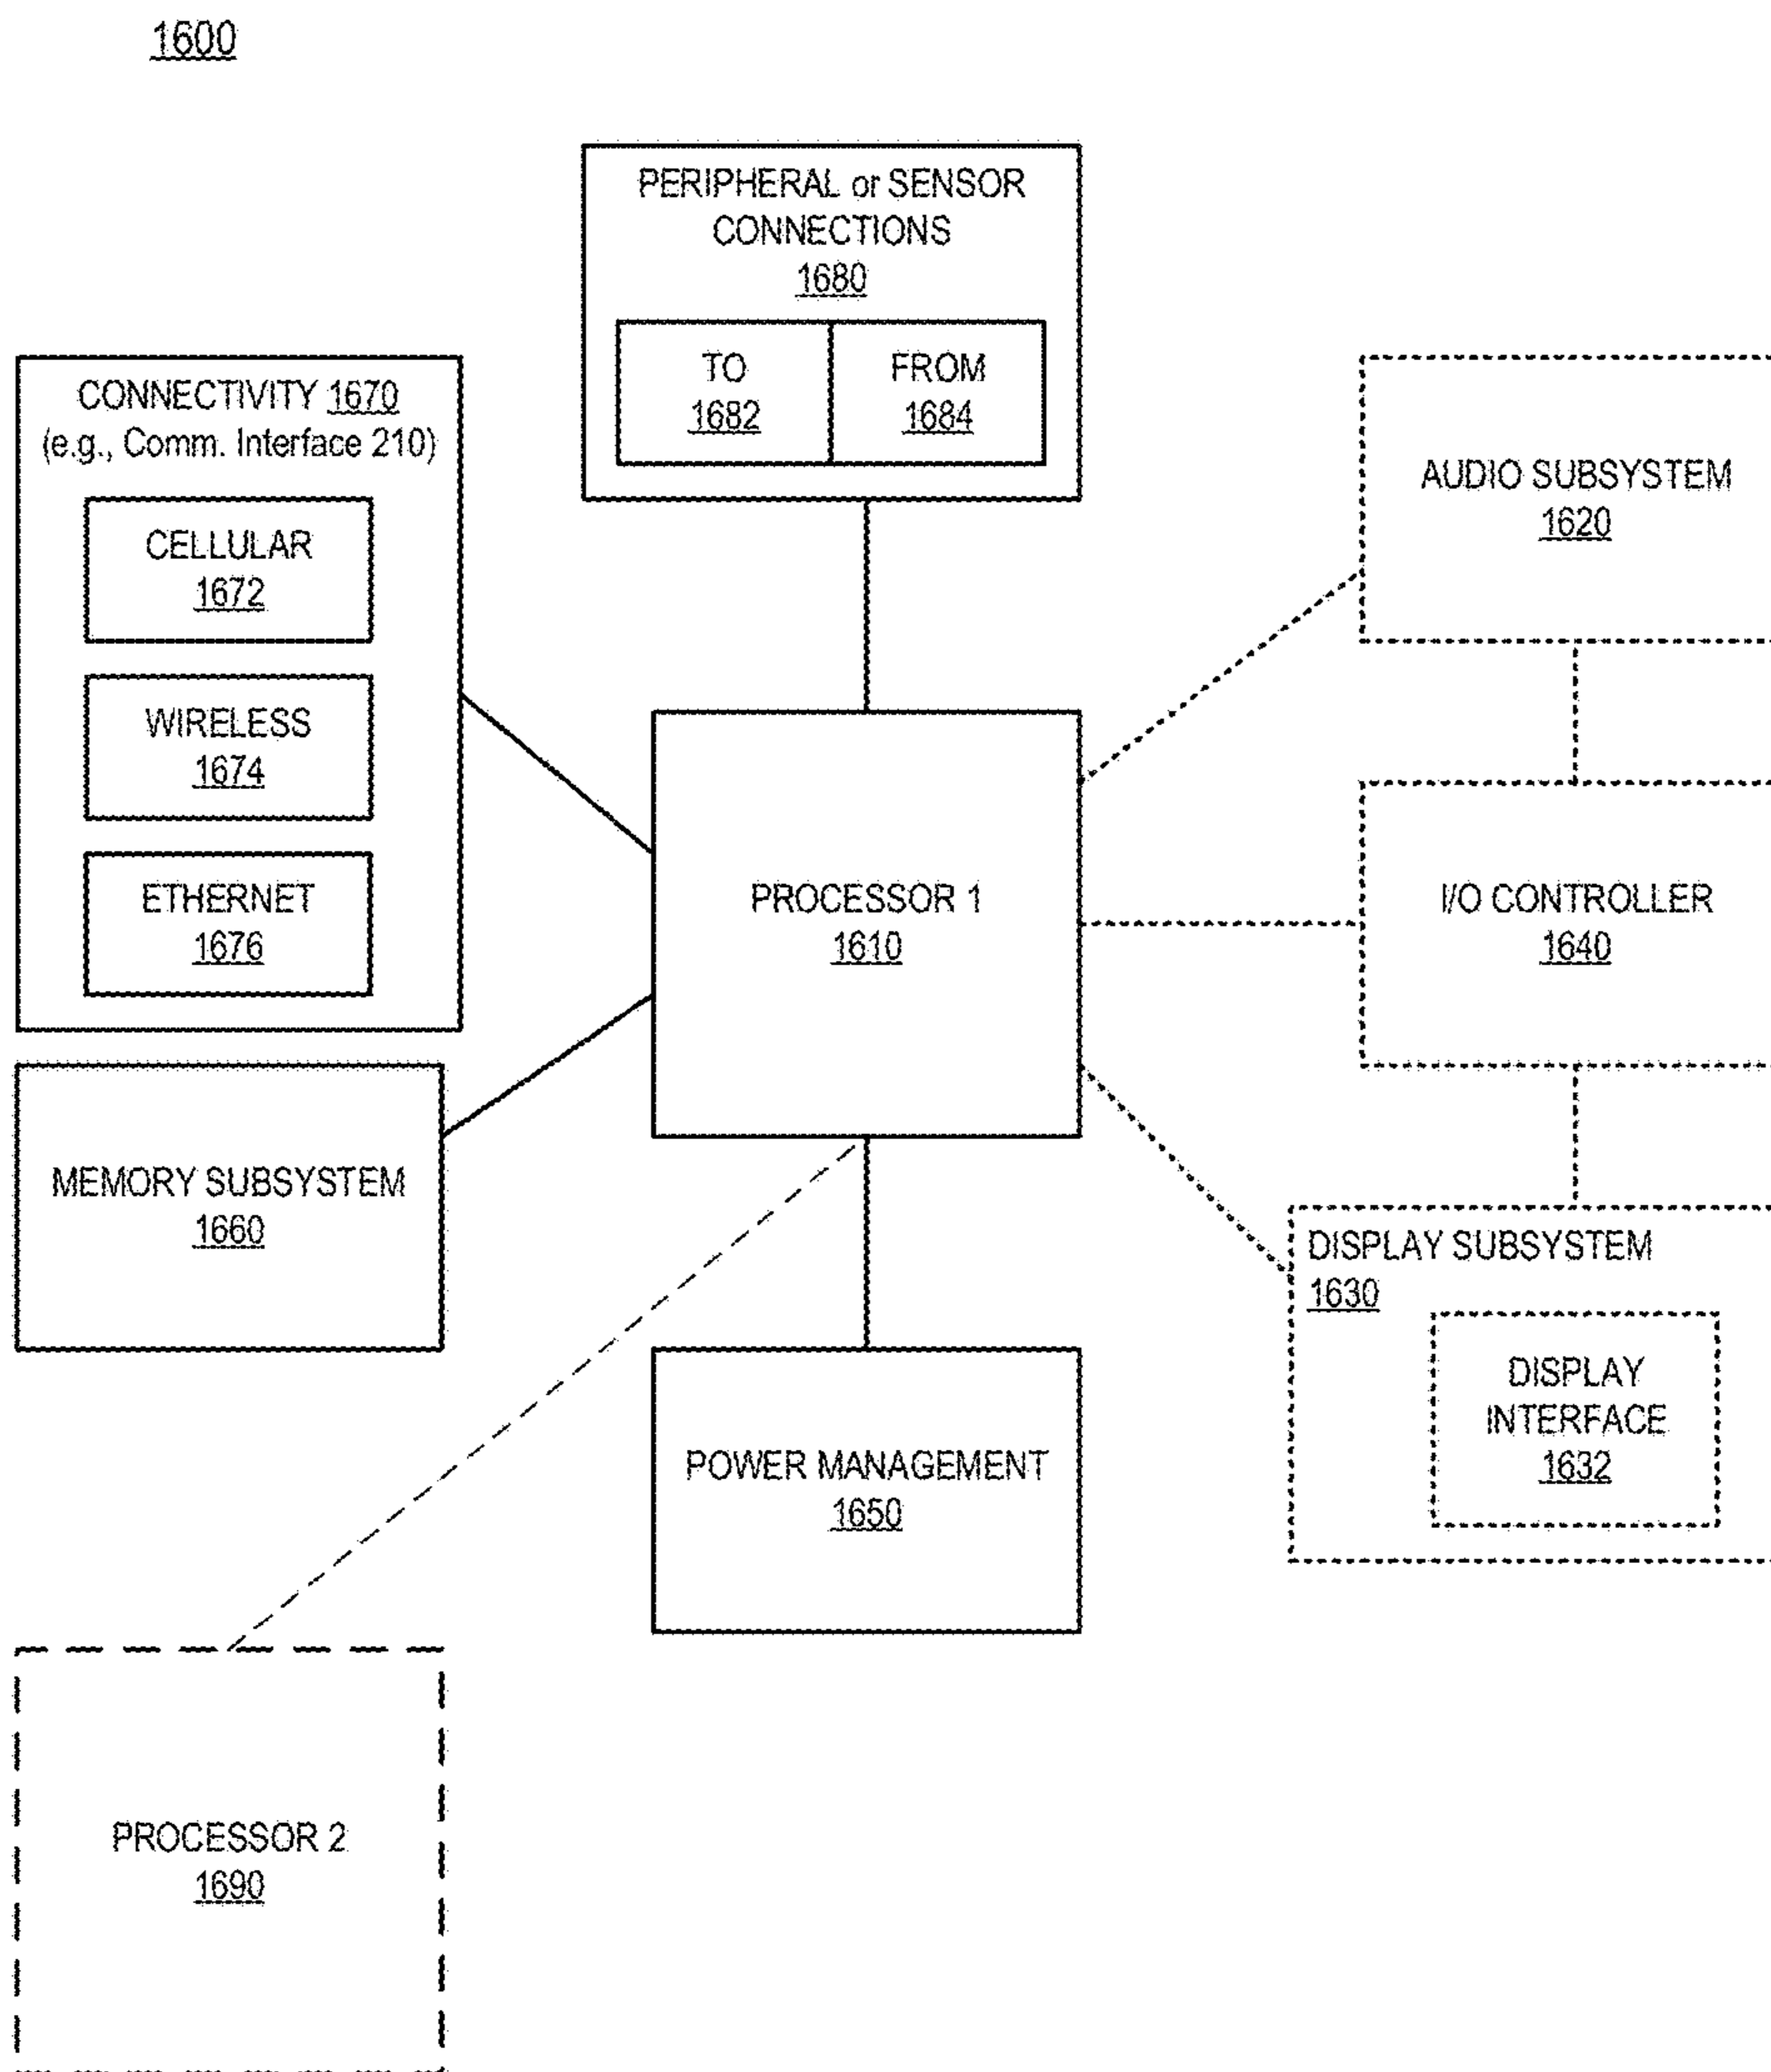 1600
PERIPHERAL or SENSOR
CONNECTIONS
1680
TO
1682
FROM
1684
CONNECTIVITY 1670
(e.g., Comm. Interface 210)
CELLULAR
1672
WIRELESS
1674
ETHERNET
1676
AUDIO SUBSYSTEM
1620
PROCESSOR 1
1610
I/O CONTROLLER
1640
MEMORY SUBSYSTEM
1660
DISPLAY SUBSYSTEM
1630
DISPLAY
INTERFACE
1632
POWER MANAGEMENT
1650
PROCESSOR 2
1690